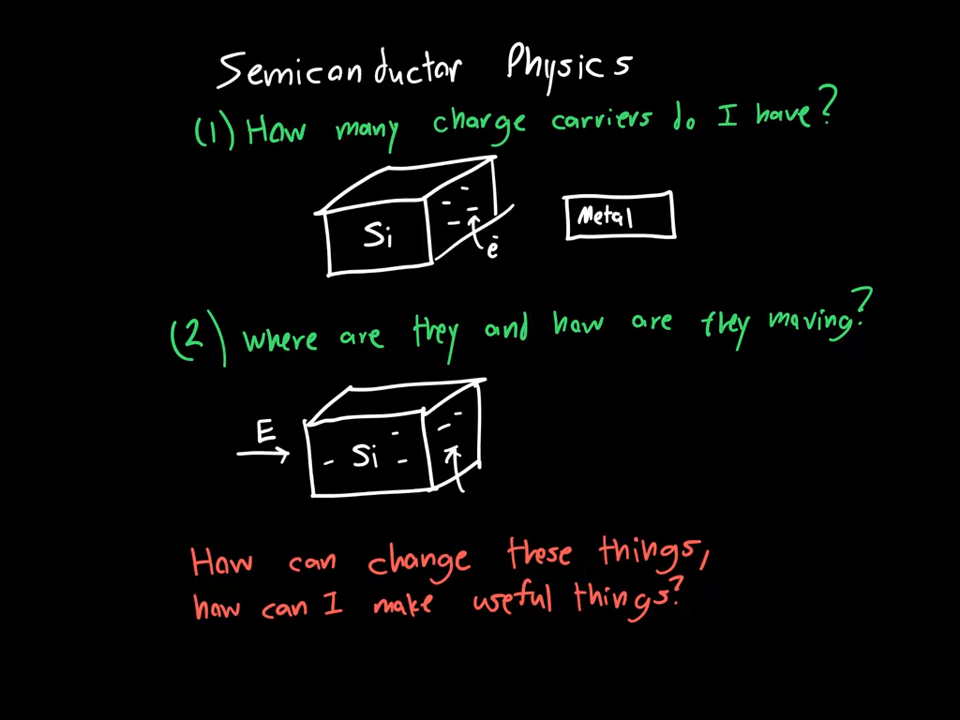 Semiconductor Physics
(1) How many charge carriers do I have?
Si
e-
Metal
(2) where are they and how are they moving?
E
Si
How can change these things,
how can I make useful things?